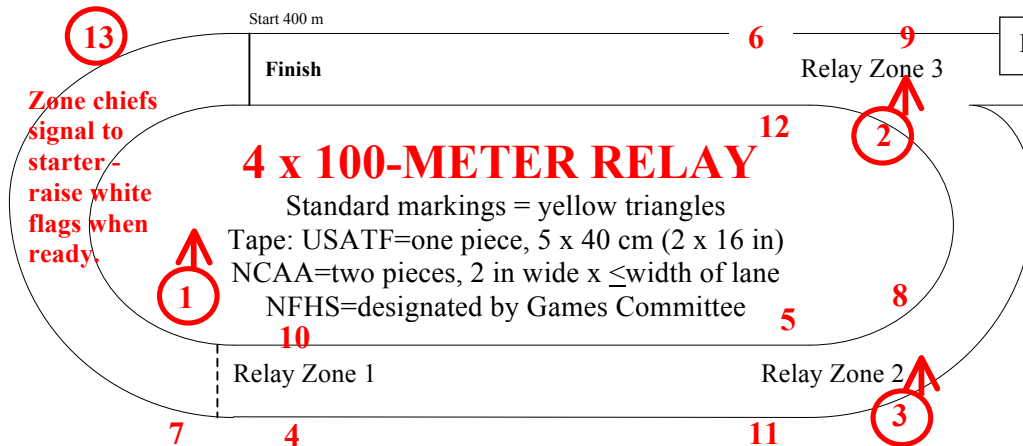 Start 400 m
13
6
9
Finish
Relay Zone 3
Zone chiefs
signal to
starter -
raise white
flags when
ready.
12
2
4 x 100-METER RELAY
Standard markings = yellow triangles
Tape: USATF=one piece, 5 x 40 cm (2 x 16 in)
NCAA=two pieces, 2 in wide x ≤width of lane
NFHS=designated by Games Committee
1
8
5
10
Relay Zone 1
Relay Zone 2
3
7
4
11